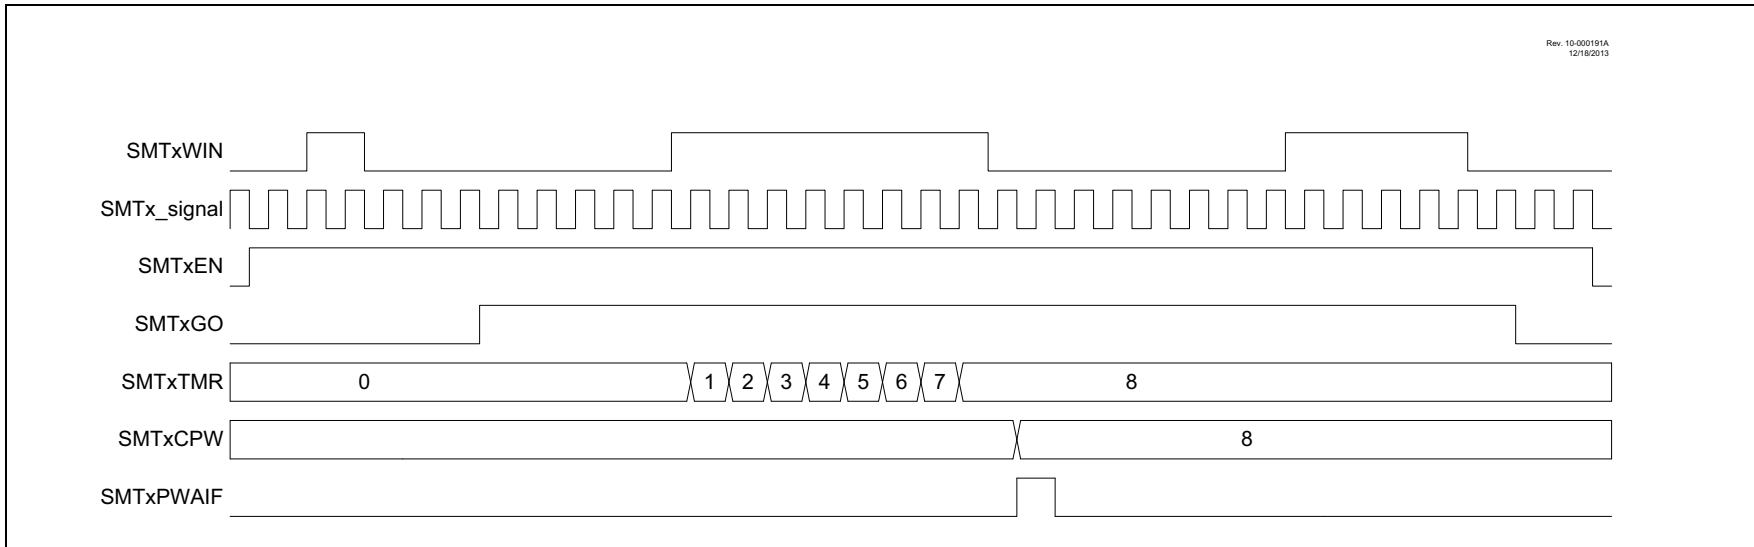 Rev. 10-000191A
12/18/2013
SMTxWIN
SMTx_signal
SMTxEN
SMTxGO
SMTxTMR 0 1 2 3 4 5 6 7 8
SMTxCPW 8
SMTxPWAIF